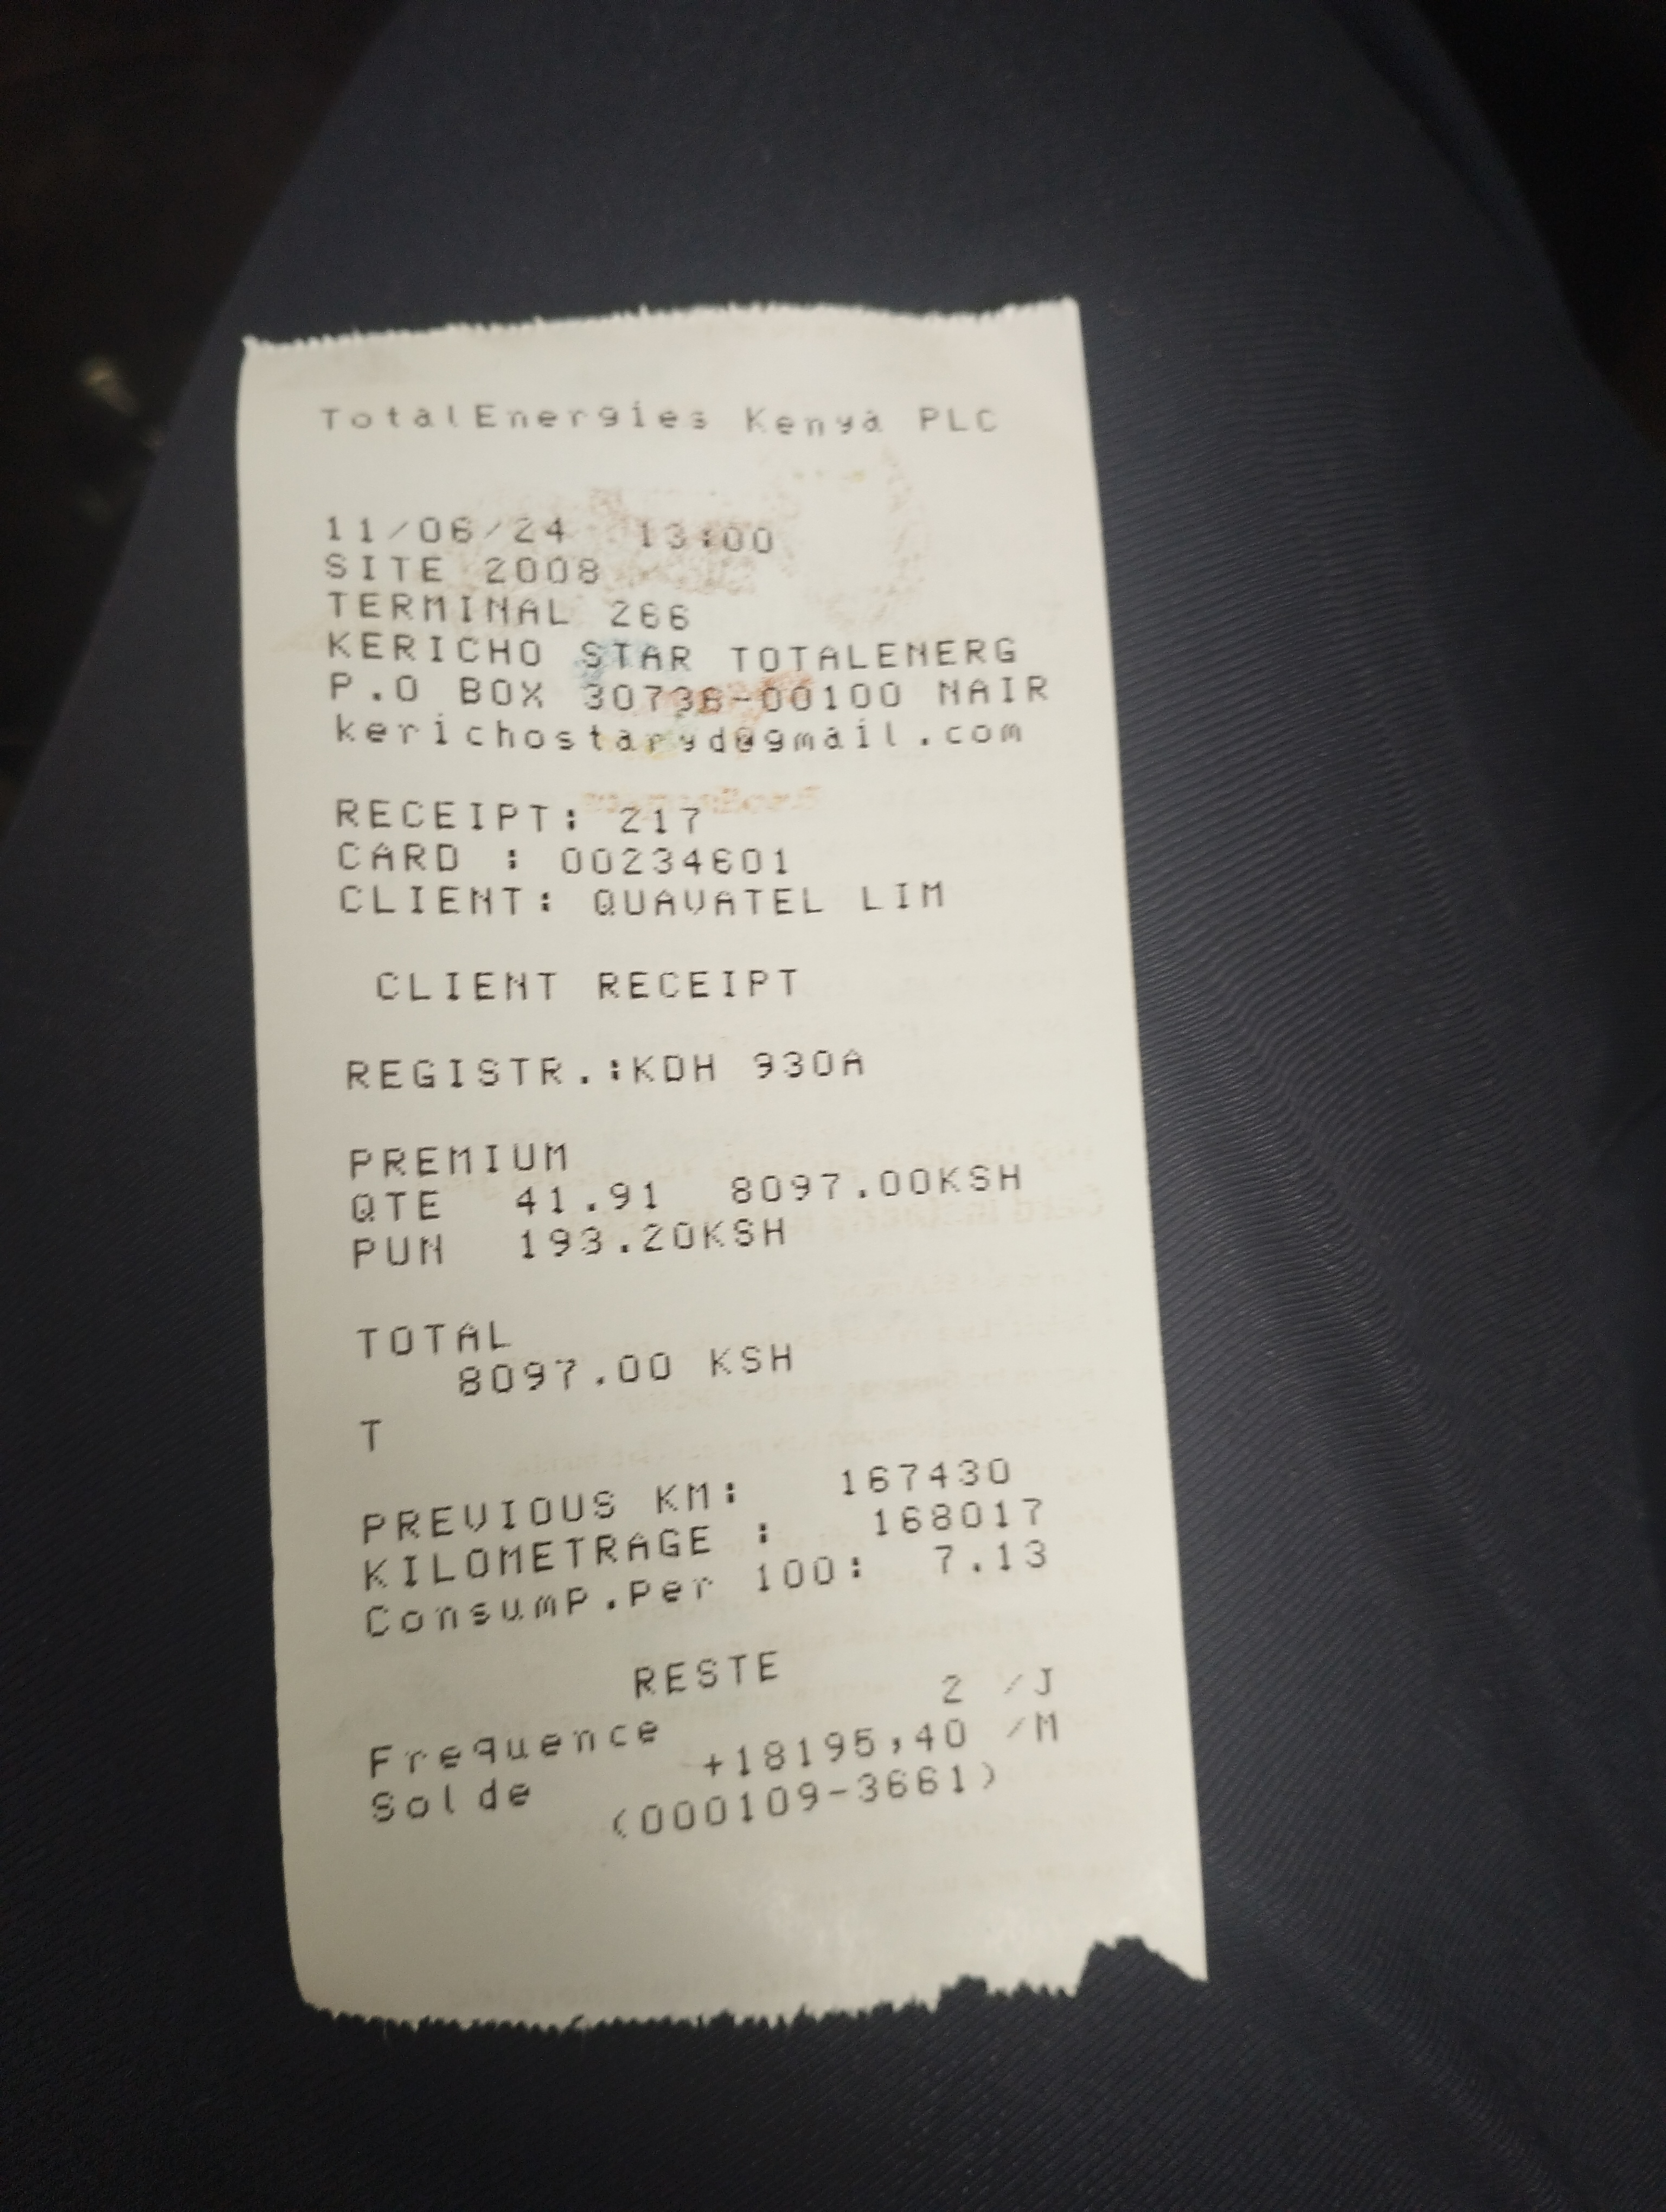 TotalEnergies Kenya PLC
11/06/24 13:00
SITE 2008
TERMINAL 266
KERICHO STAR TOTALENERG
P.O BOX 30736-00100 NAIR
kerichostaryd@gmail.com
RECEIPT: 217
CARD : 00234601
CLIENT: QUAVATEL LIM
CLIENT RECEIPT
REGISTR.:KDH 930A
PREMIUM
QTE 41.91 8097.00KSH
PUN 193.20KSH
TOTAL
8097.00 KSH
T
PREVIOUS KM: 167430
KILOMETRAGE : 168017
Consump.Per 100: 7.13
RESTE
Frequence 2 /J
Solde +18195,40 /M
(000109-3661)